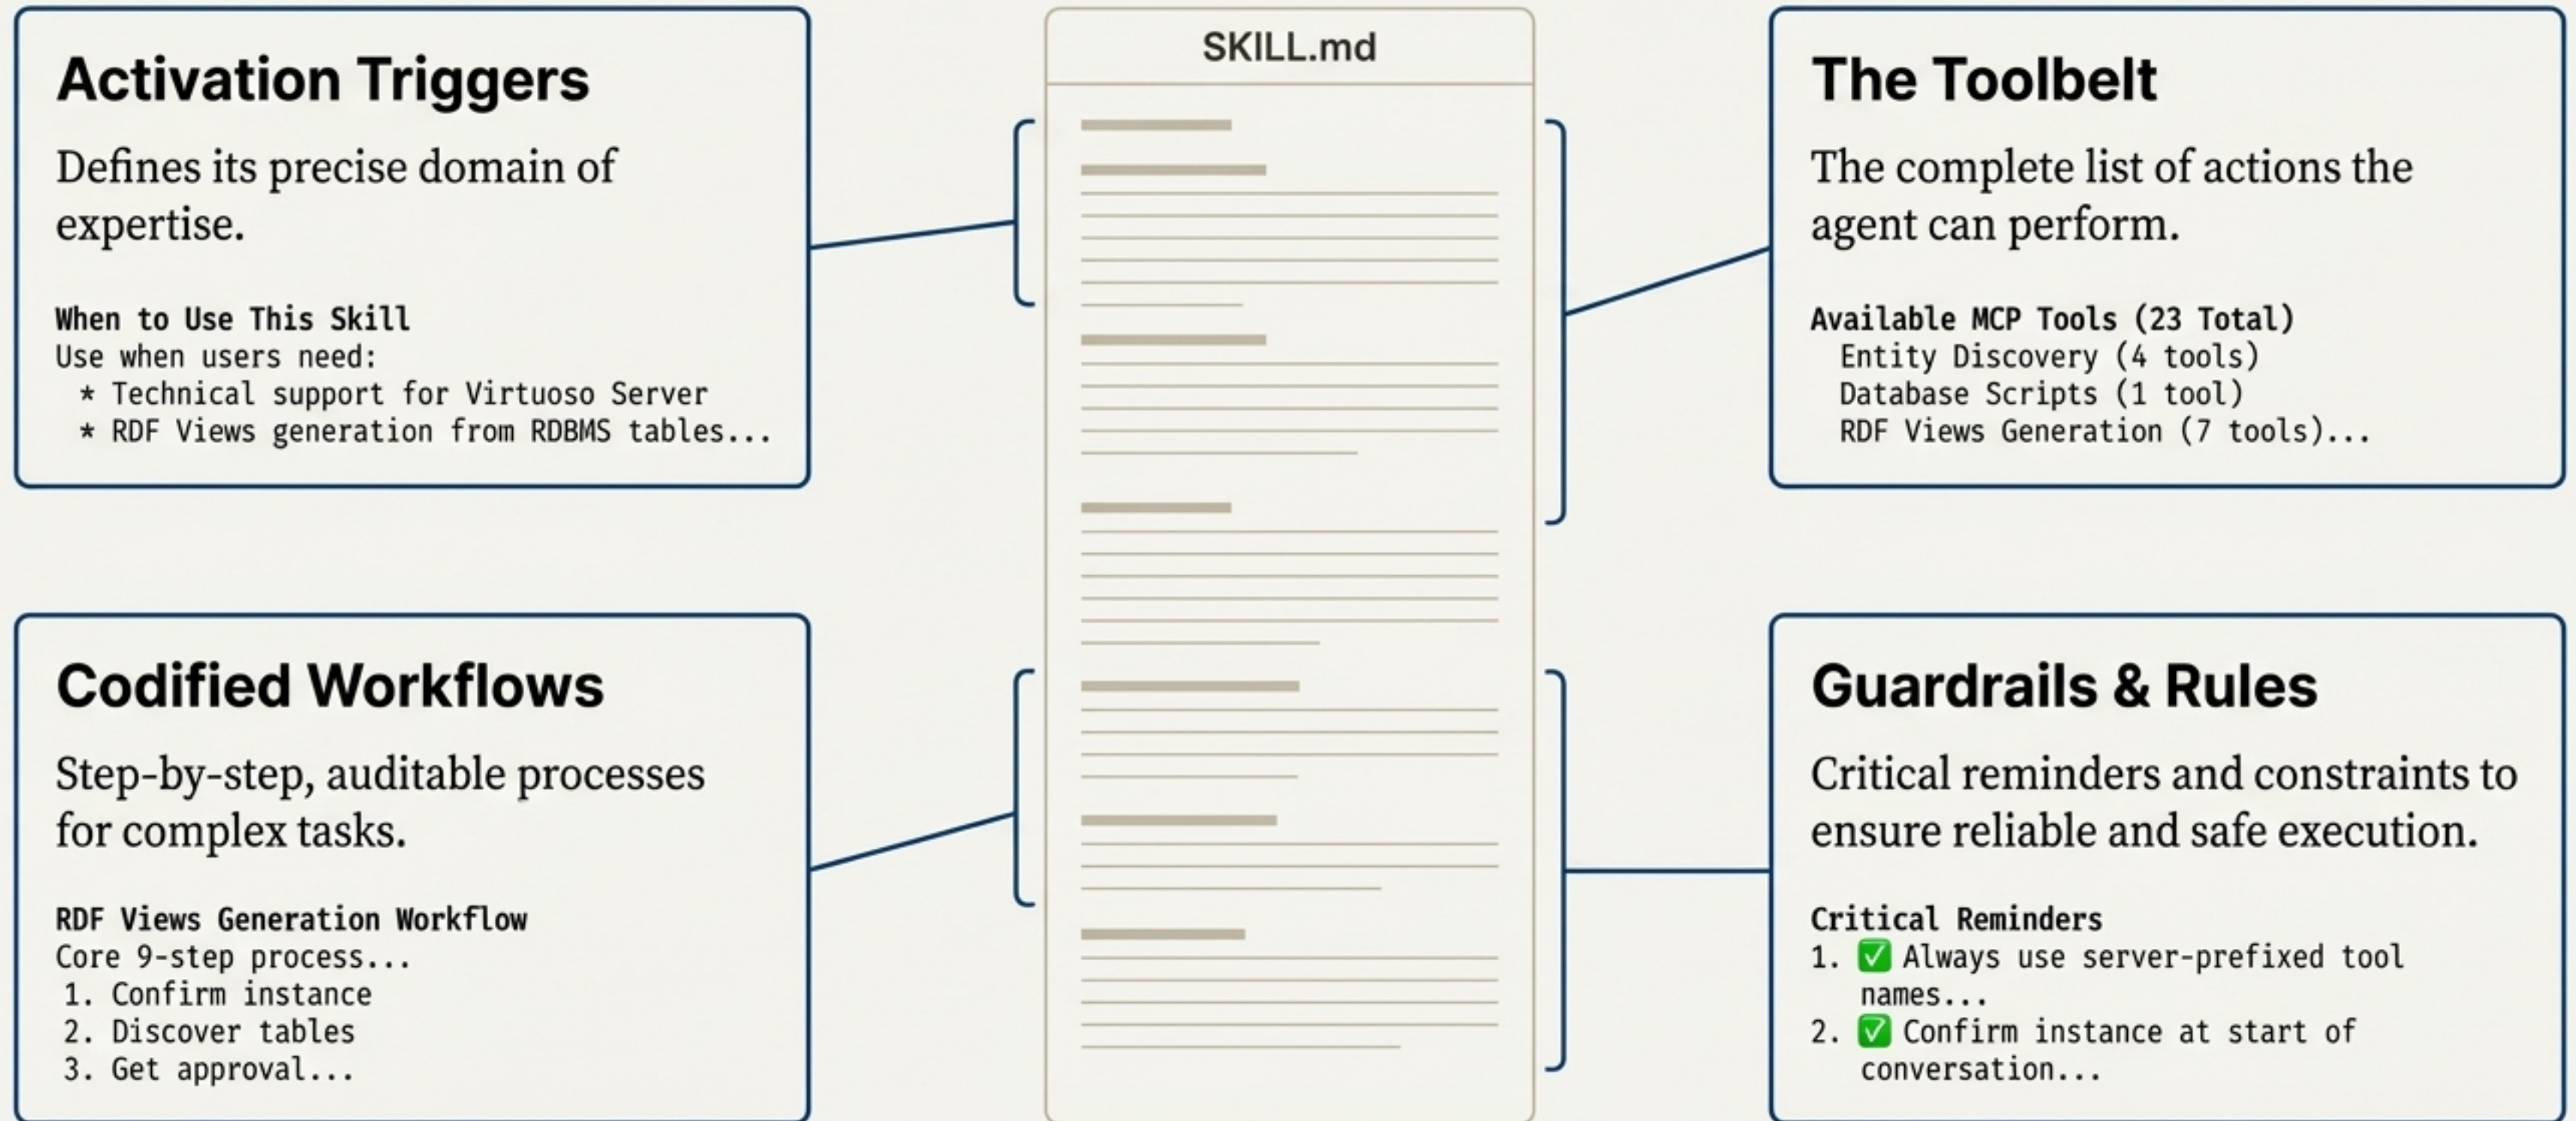 Activation Triggers
Defines its precise domain of
expertise.
When to Use This Skill
Use when users need:
* Technical support for Virtuoso Server
* RDF Views generation from RDBMS tables...
SKILL.md
The Toolbelt
The complete list of actions the
agent can perform.
Available MCP Tools (23 Total)
Entity Discovery (4 tools)
Database Scripts (1 tool)
RDF Views Generation (7 tools)...
Codified Workflows
Step-by-step, auditable processes
for complex tasks.
RDF Views Generation Workflow
Core 9-step process...
1. Confirm instance
2. Discover tables
3. Get approval...
Guardrails & Rules
Critical reminders and constraints to
ensure reliable and safe execution.
Critical Reminders
1. ✅ Always use server-prefixed tool
names...
2. ✅ Confirm instance at start of
conversation...